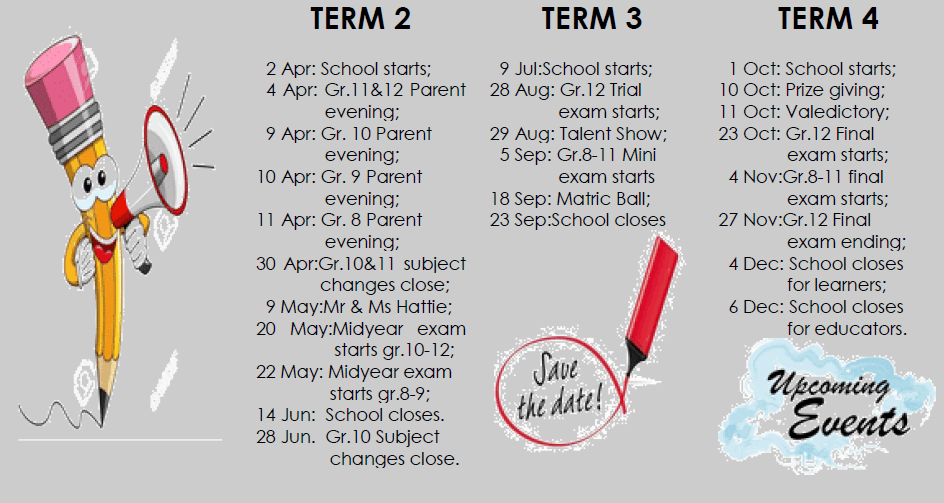 TERM 2
2 Apr: School starts;
4 Apr: Gr.11&12 Parent
evening;
9 Apr: Gr. 10 Parent
evening;
10 Apr: Gr. 9 Parent
evening;
11 Apr: Gr. 8 Parent
evening;
30 Apr:Gr.10&11 subject
changes close;
9 May:Mr & Ms Hattie;
20 May:Midyear exam
starts gr.10-12;
22 May: Midyear exam
starts gr.8-9;
14 Jun: School closes.
28 Jun. Gr.10 Subject
changes close.
TERM 3
9 Jul:School starts;
28 Aug: Gr.12 Trial
exam starts;
29 Aug: Talent Show;
5 Sep: Gr.8-11 Mini
exam starts
18 Sep: Matric Ball;
23 Sep:School closes
Save
the date!
TERM 4
1 Oct: School starts;
10 Oct: Prize giving;
11 Oct: Valedictory;
23 Oct: Gr.12 Final
exam starts;
4 Nov:Gr.8-11 final
exam starts;
27 Nov:Gr.12 Final
exam ending;
4 Dec: School closes
for learners;
6 Dec: School closes
for educators.
Upcoming
Events